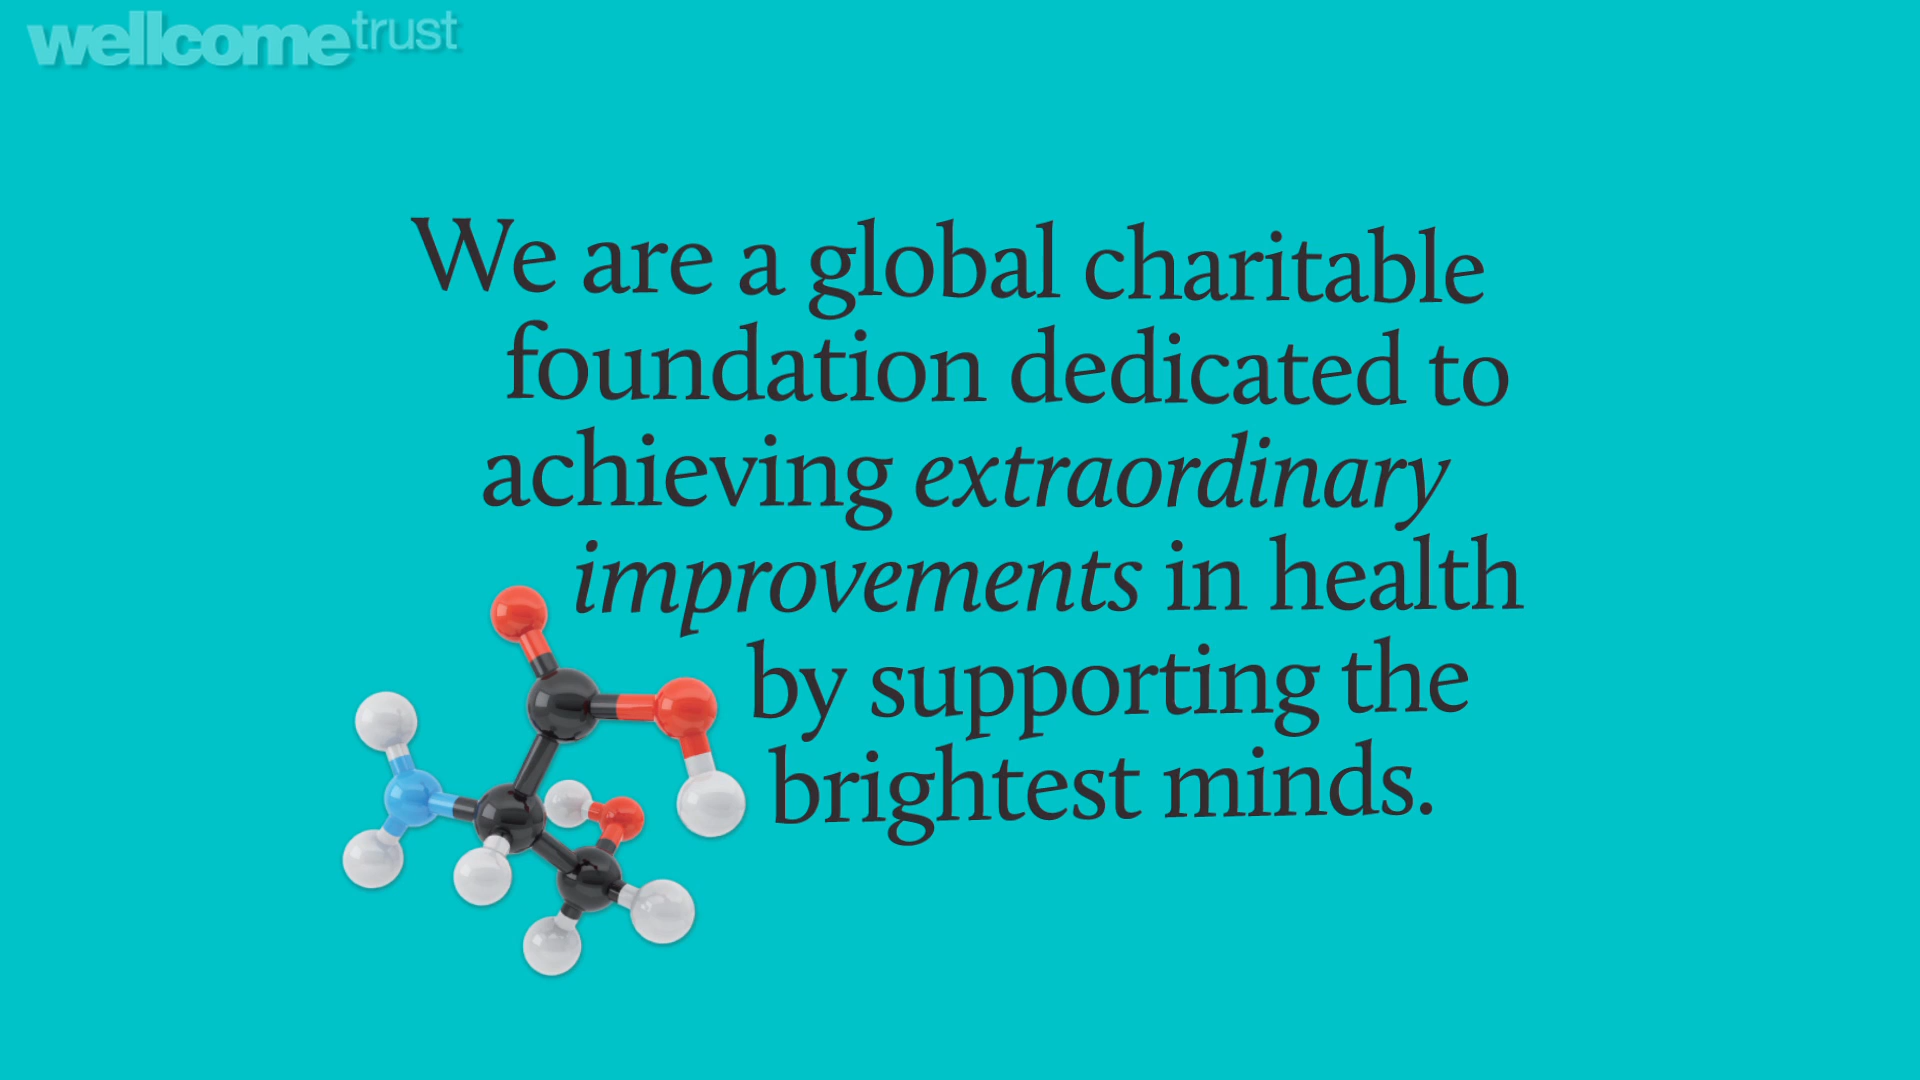 wellcome trust
We are a global charitable
foundation dedicated to
achieving extraordinary
improvements in health
by supporting the
brightest minds.